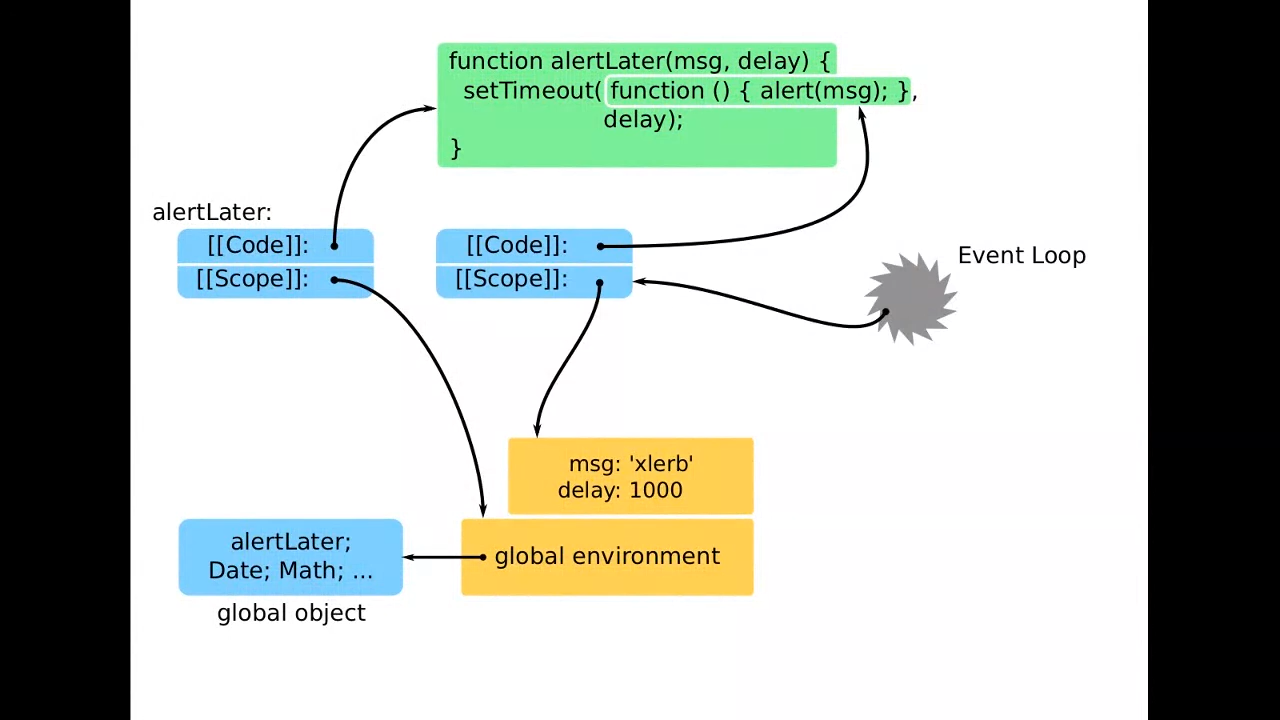 function alertLater(msg, delay) {
setTimeout( function () { alert(msg); },
delay);
}
alertLater:
[[Code]]:
[[Scope]]:
[[Code]]:
[[Scope]]:
Event Loop
msg: 'xlerb'
delay: 1000
alertLater;
Date; Math; ...
global object
global environment